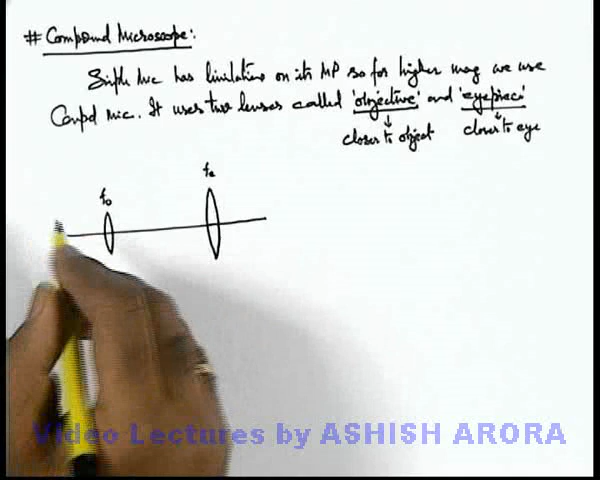 # Compound Microscope:
Simple Mic has limitations on its MP so for higher mag we use
Compd mic. It uses two lenses called 'objective' and 'eyepiece'
closer to object closer to eye
fo
fe
Video Lectures by ASHISH ARORA